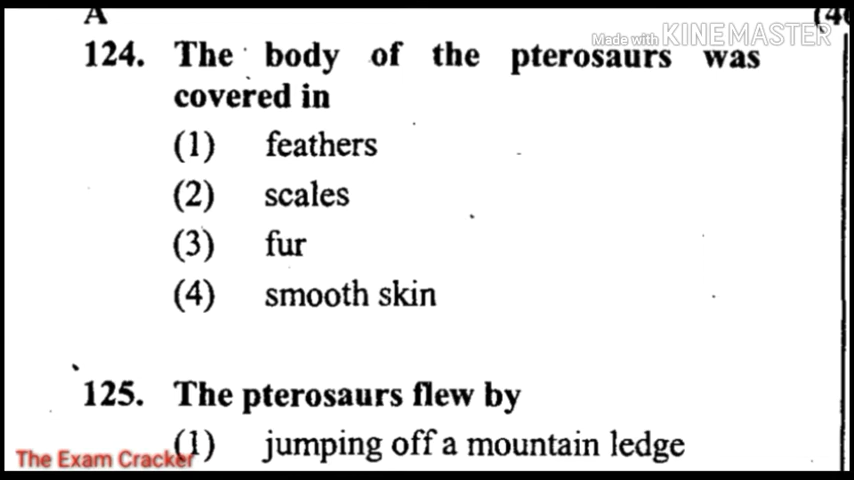 A
Made with KINEMASTER
124. The body of the pterosaurs was
covered in
(1) feathers
(2) scales
(3) fur
(4) smooth skin
125. The pterosaurs flew by
(1) jumping off a mountain ledge
The Exam Cracker